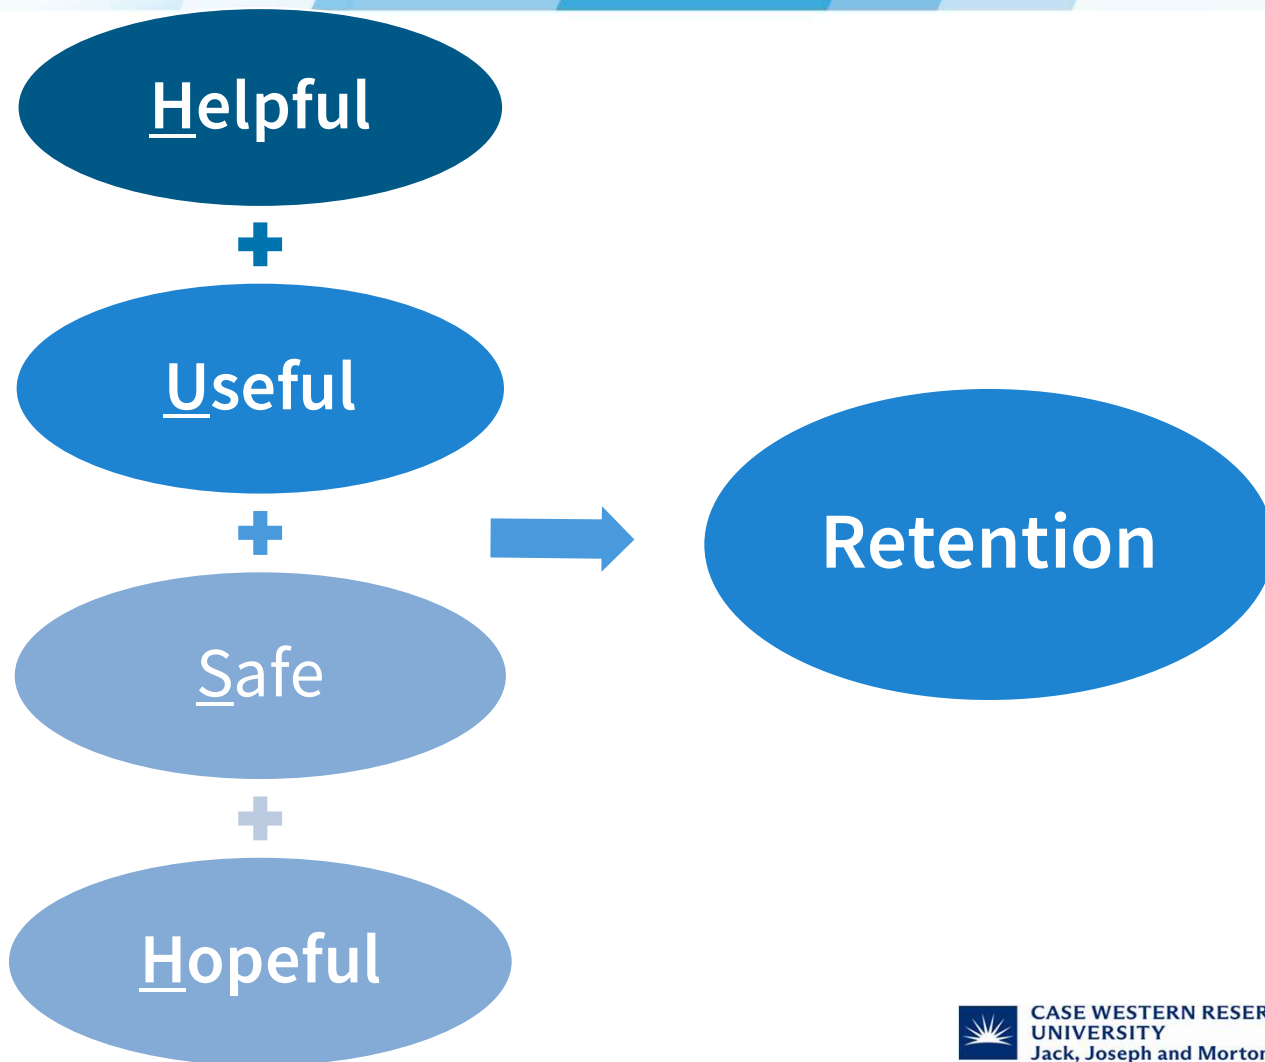 Helpful
Useful
Safe
Hopeful
Retention
CASE WESTERN RESER
UNIVERSITY
Jack, Joseph and Morton